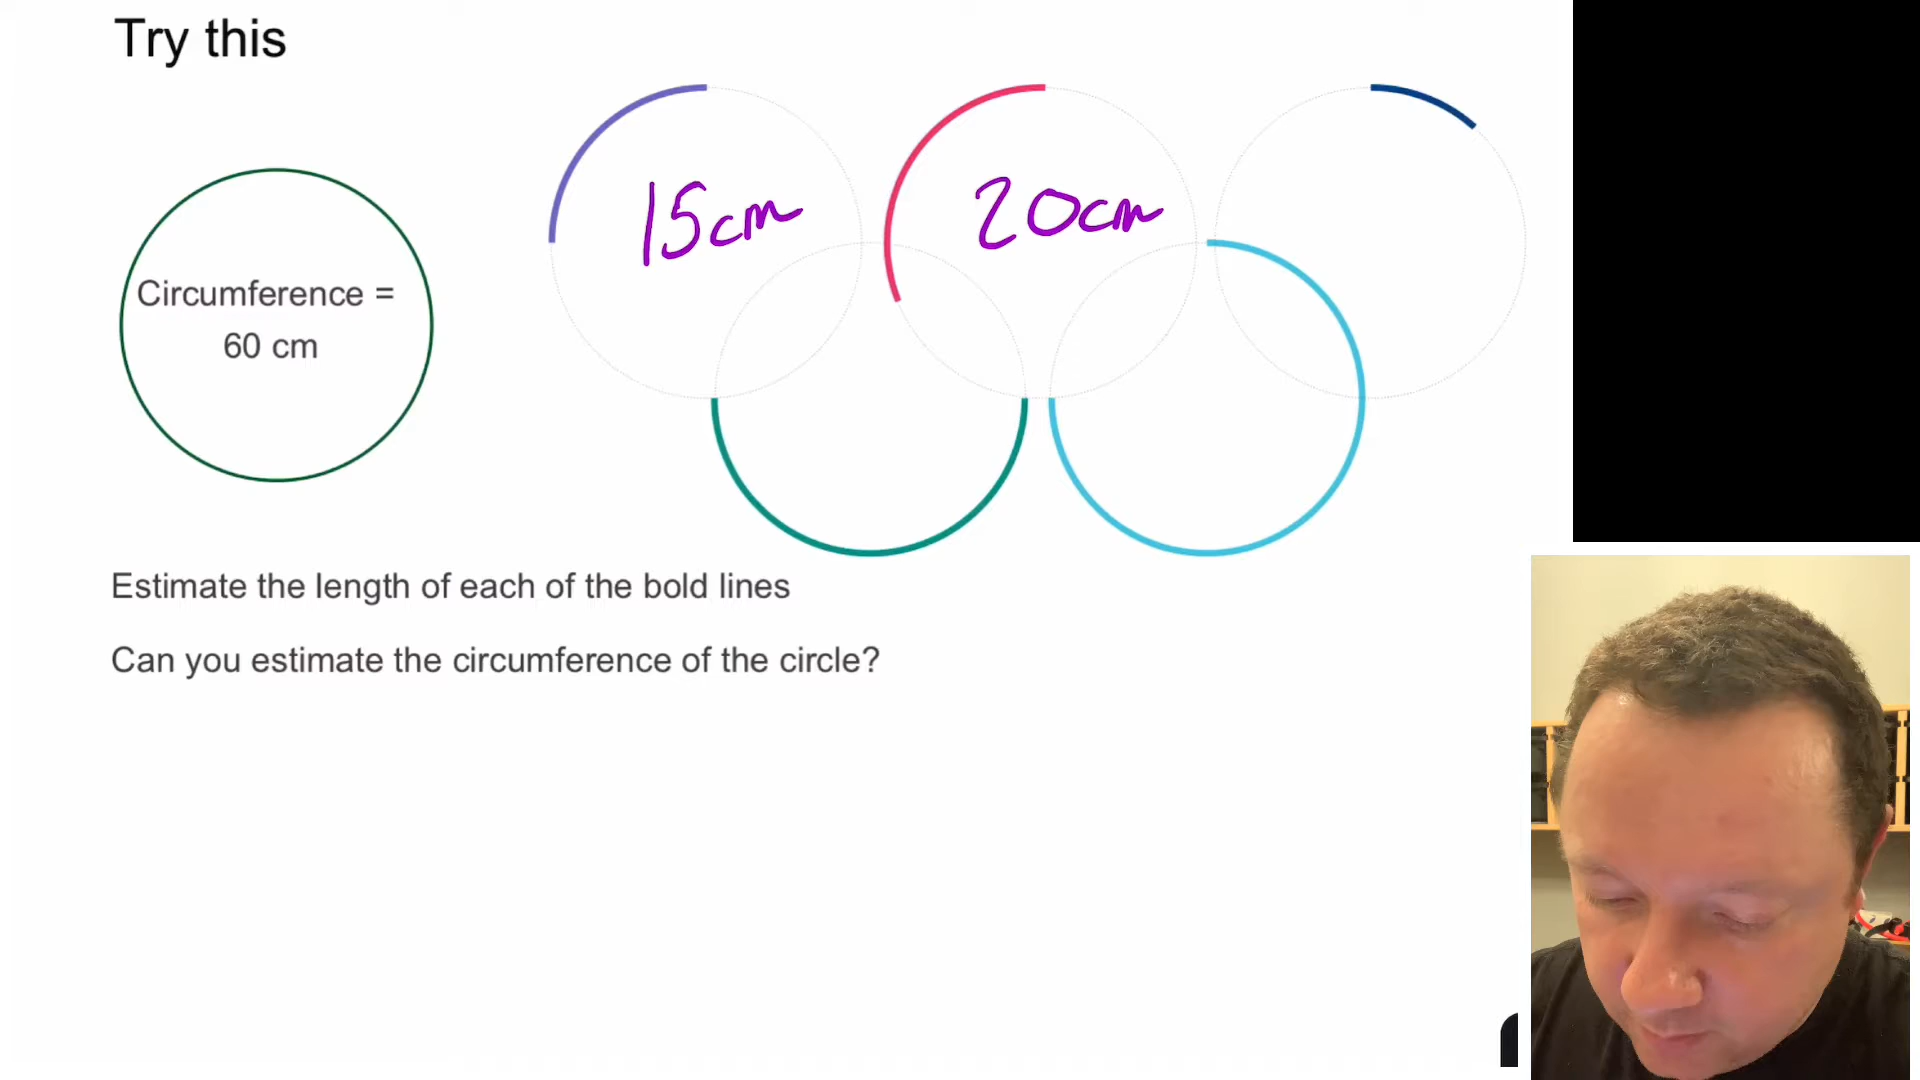 Try this
15cm
20cm
Circumference =
60 cm
Estimate the length of each of the bold lines
Can you estimate the circumference of the circle?